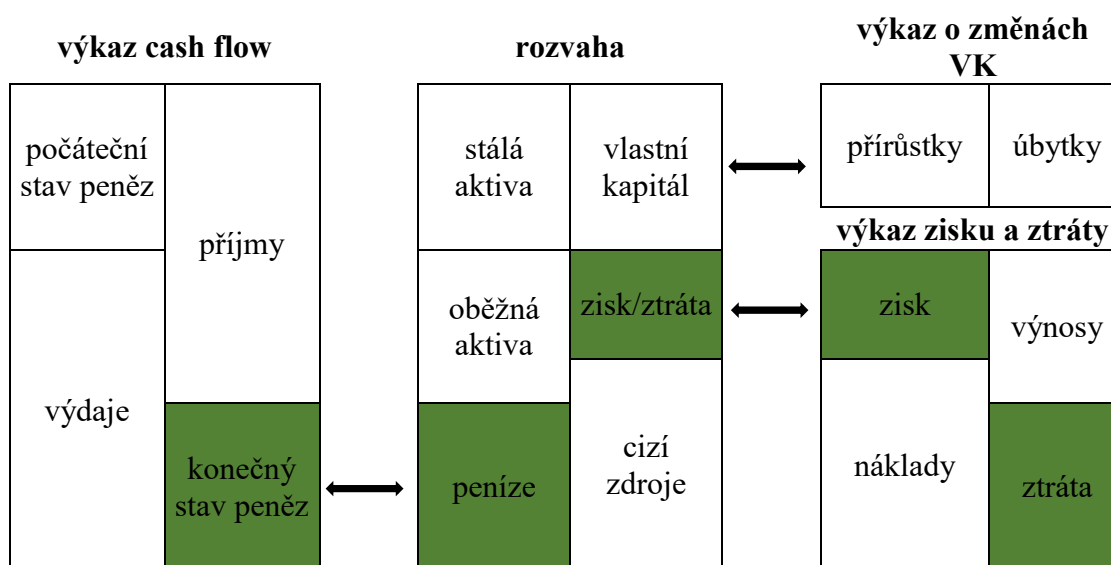 výkaz cash flow
počáteční
stav peněz
příjmy
výdaje
konečný
stav peněz
rozvaha
stálá
aktiva
vlastní
kapitál
oběžná
aktiva
zisk/ztráta
peníze
cizí
zdroje
výkaz o změnách
VK
přírůstky
úbytky
výkaz zisku a ztráty
zisk
výnosy
náklady
ztráta